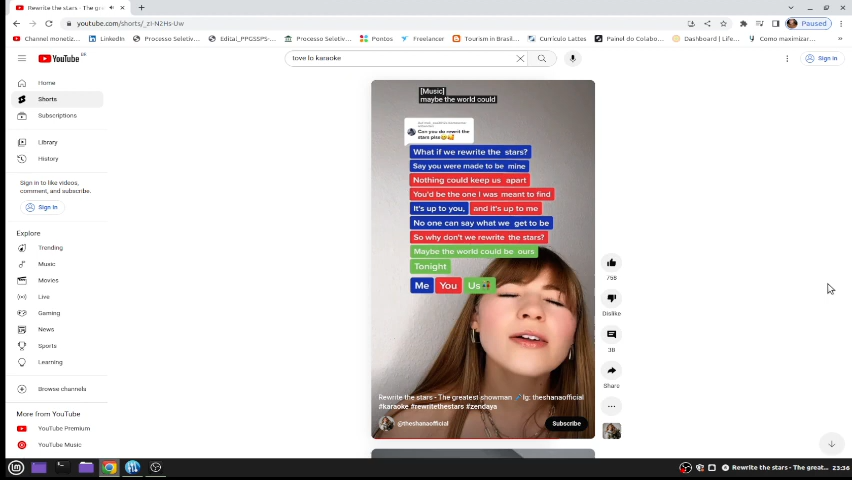 Rewrite the stars - The gre
youtube.com/shorts/_zI-N2Hs-Uw
Paused
Canal monetiz...
LinkedIn
Processo Seletiv...
Edital_PPGSPPS-...
Processo Seletiv...
Pontos
Freelancer
Tourism in Brasil...
Currículo Lattes
Painel do Colabo...
Dashboard | Life...
Como maximizar...
YouTube
tove lo karaoke
Sign in
Home
Shorts
Subscriptions
Library
History
Sign in to like videos,
comment, and subscribe.
Sign in
Explore
Trending
Music
Movies
Live
Gaming
News
Sports
Learning
Browse channels
More from YouTube
YouTube Premium
YouTube Music
[Music]
maybe the world could
Can you do rewrit the
stars plss
What if we rewrite the stars?
Say you were made to be mine
Nothing could keep us apart
You'd be the one i was meant to find
It's up to you, and it's up to me
No one can say what we get to be
So why don't we rewrite the stars?
Maybe the world could be ours
Tonight
Me You Us
Rewrite the stars - The greatest showman 🎤Ig: theshanaofficial
#karaoke #rewritethestars #zendaya
@theshanaofficial
Subscribe
758
Dislike
38
Share
Rewrite the stars - The great...
23:36